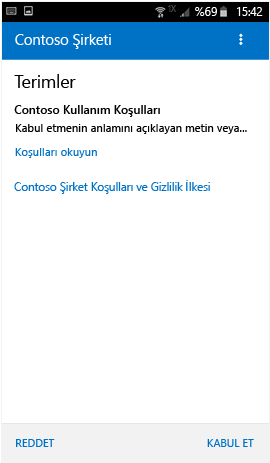 1X %69 15:42
Contoso Şirketi
Terimler
Contoso Kullanım Koşulları
Kabul etmenin anlamını açıklayan metin veya...
Koşulları okuyun
Contoso Şirket Koşulları ve Gizlilik İlkesi
REDDET KABUL ET